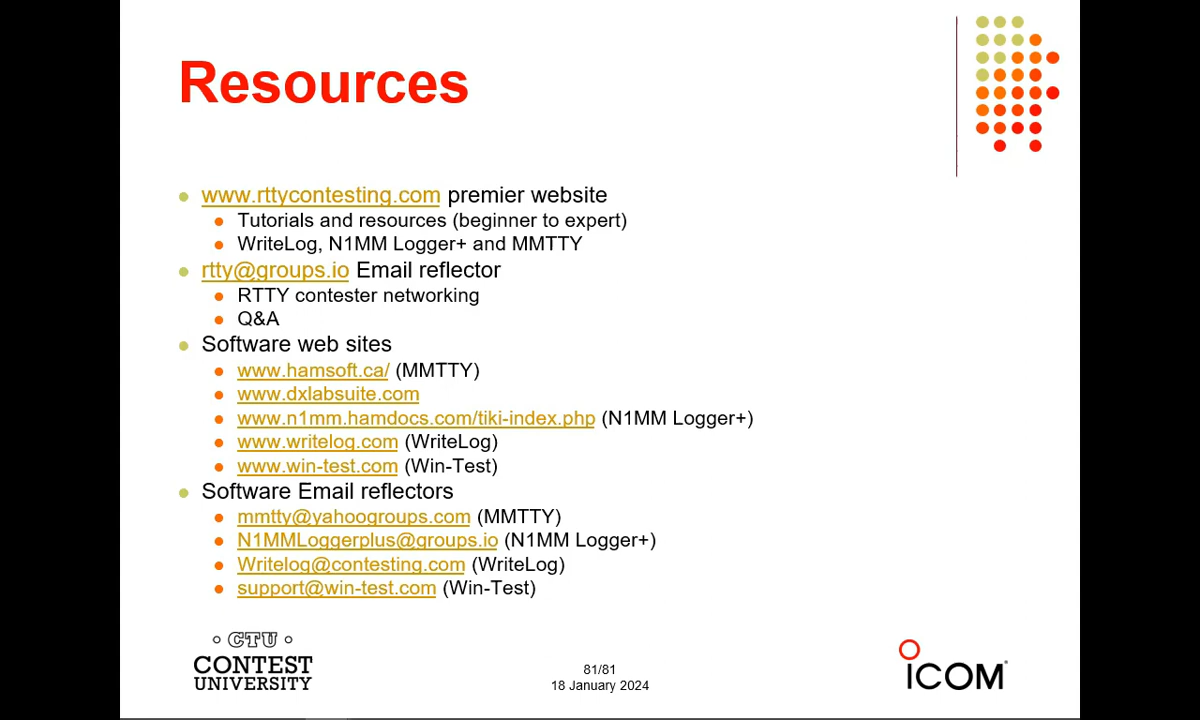 Resources
www.rttycontesting.com premier website
Tutorials and resources (beginner to expert)
WriteLog, N1MM Logger+ and MMTTY
rtty@groups.io Email reflector
RTTY contester networking
Q&A
Software web sites
www.hamsoft.ca/ (MMTTY)
www.dxlabsuite.com
www.n1mm.hamdocs.com/tiki-index.php (N1MM Logger+)
www.writelog.com (WriteLog)
www.win-test.com (Win-Test)
Software Email reflectors
mmtty@yahoogroups.com (MMTTY)
N1MMLoggerplus@groups.io (N1MM Logger+)
Writelog@contesting.com (WriteLog)
support@win-test.com (Win-Test)
CTU
CONTEST
UNIVERSITY
81/81
18 January 2024
ICOM